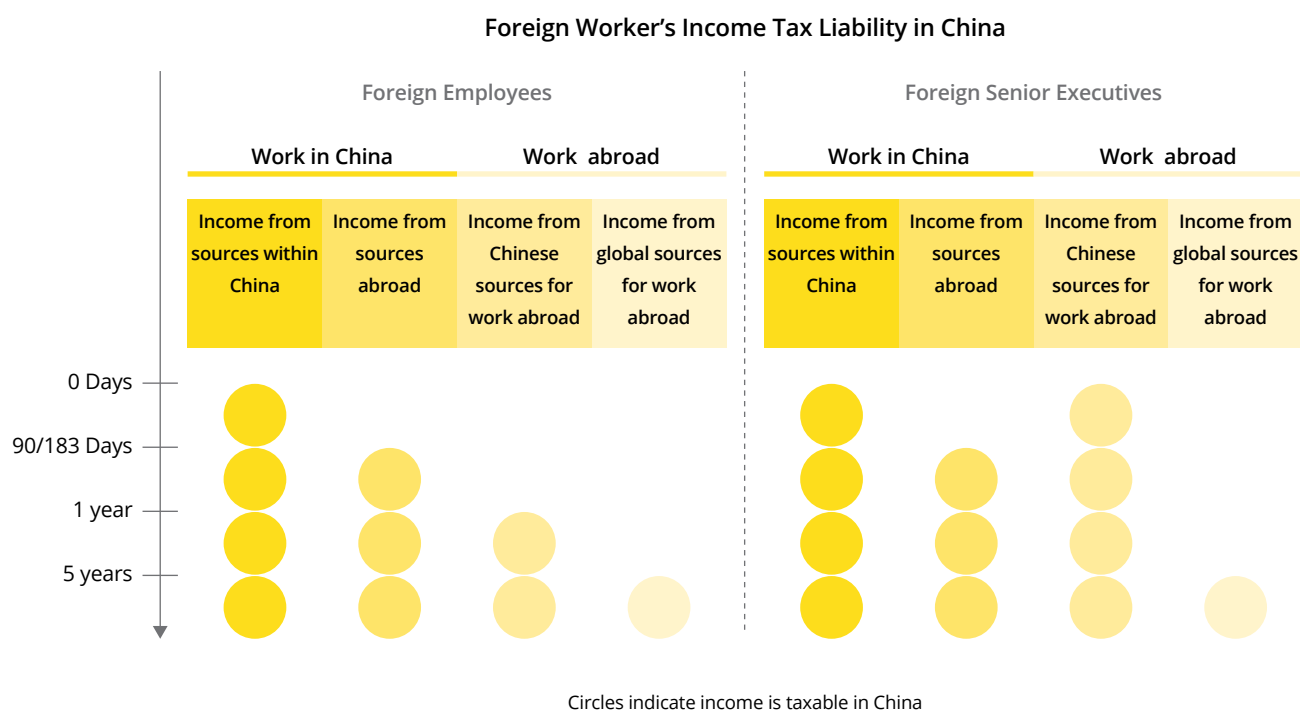 Foreign Worker’s Income Tax Liability in China
Foreign Employees
Foreign Senior Executives
Work in China
Work abroad
Work in China
Work abroad
Income from
sources within
China
Income from
sources
abroad
Income from
Chinese
sources for
work abroad
Income from
global sources
for work
abroad
Income from
sources within
China
Income from
sources
abroad
Income from
Chinese
sources for
work abroad
Income from
global sources
for work
abroad
0 Days
90/183 Days
1 year
5 years
Circles indicate income is taxable in China